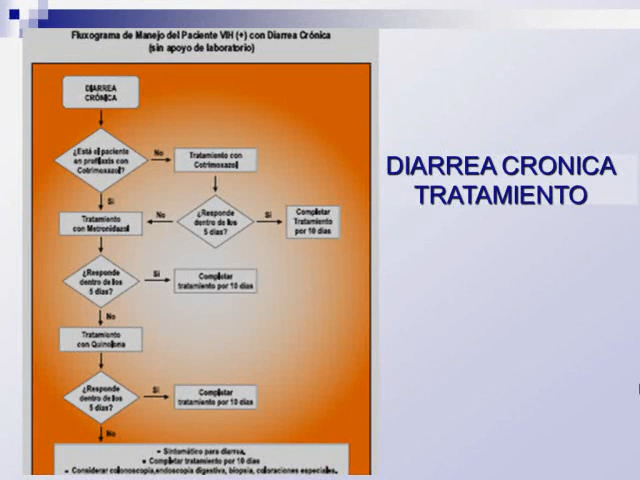 Fluxograma de Manejo del Paciente VIH (+) con Diarrea Crónica
(sin apoyo de laboratorio)
DIARREA
CRÓNICA
¿Está el paciente
en profilaxis con
Cotrimoxazol?
No
Tratamiento con
Cotrimoxazol
Si
Tratamiento
con Metronidazol
No
¿Responde
dentro de los
5 días?
Si
Completar
Tratamiento
por 10 días
¿Responde
dentro de los
5 días?
Si
Completar
tratamiento por 10 días
No
Tratamiento
con Quinolona
¿Responde
dentro de los
5 días?
Si
Completar
tratamiento por 10 días
No
• Sintomático para diarrea,
• Completar tratamiento por 10 días
• Considerar colonoscopía,endoscopía digestiva, biopsia, coloraciones especiales.
DIARREA CRONICA
TRATAMIENTO